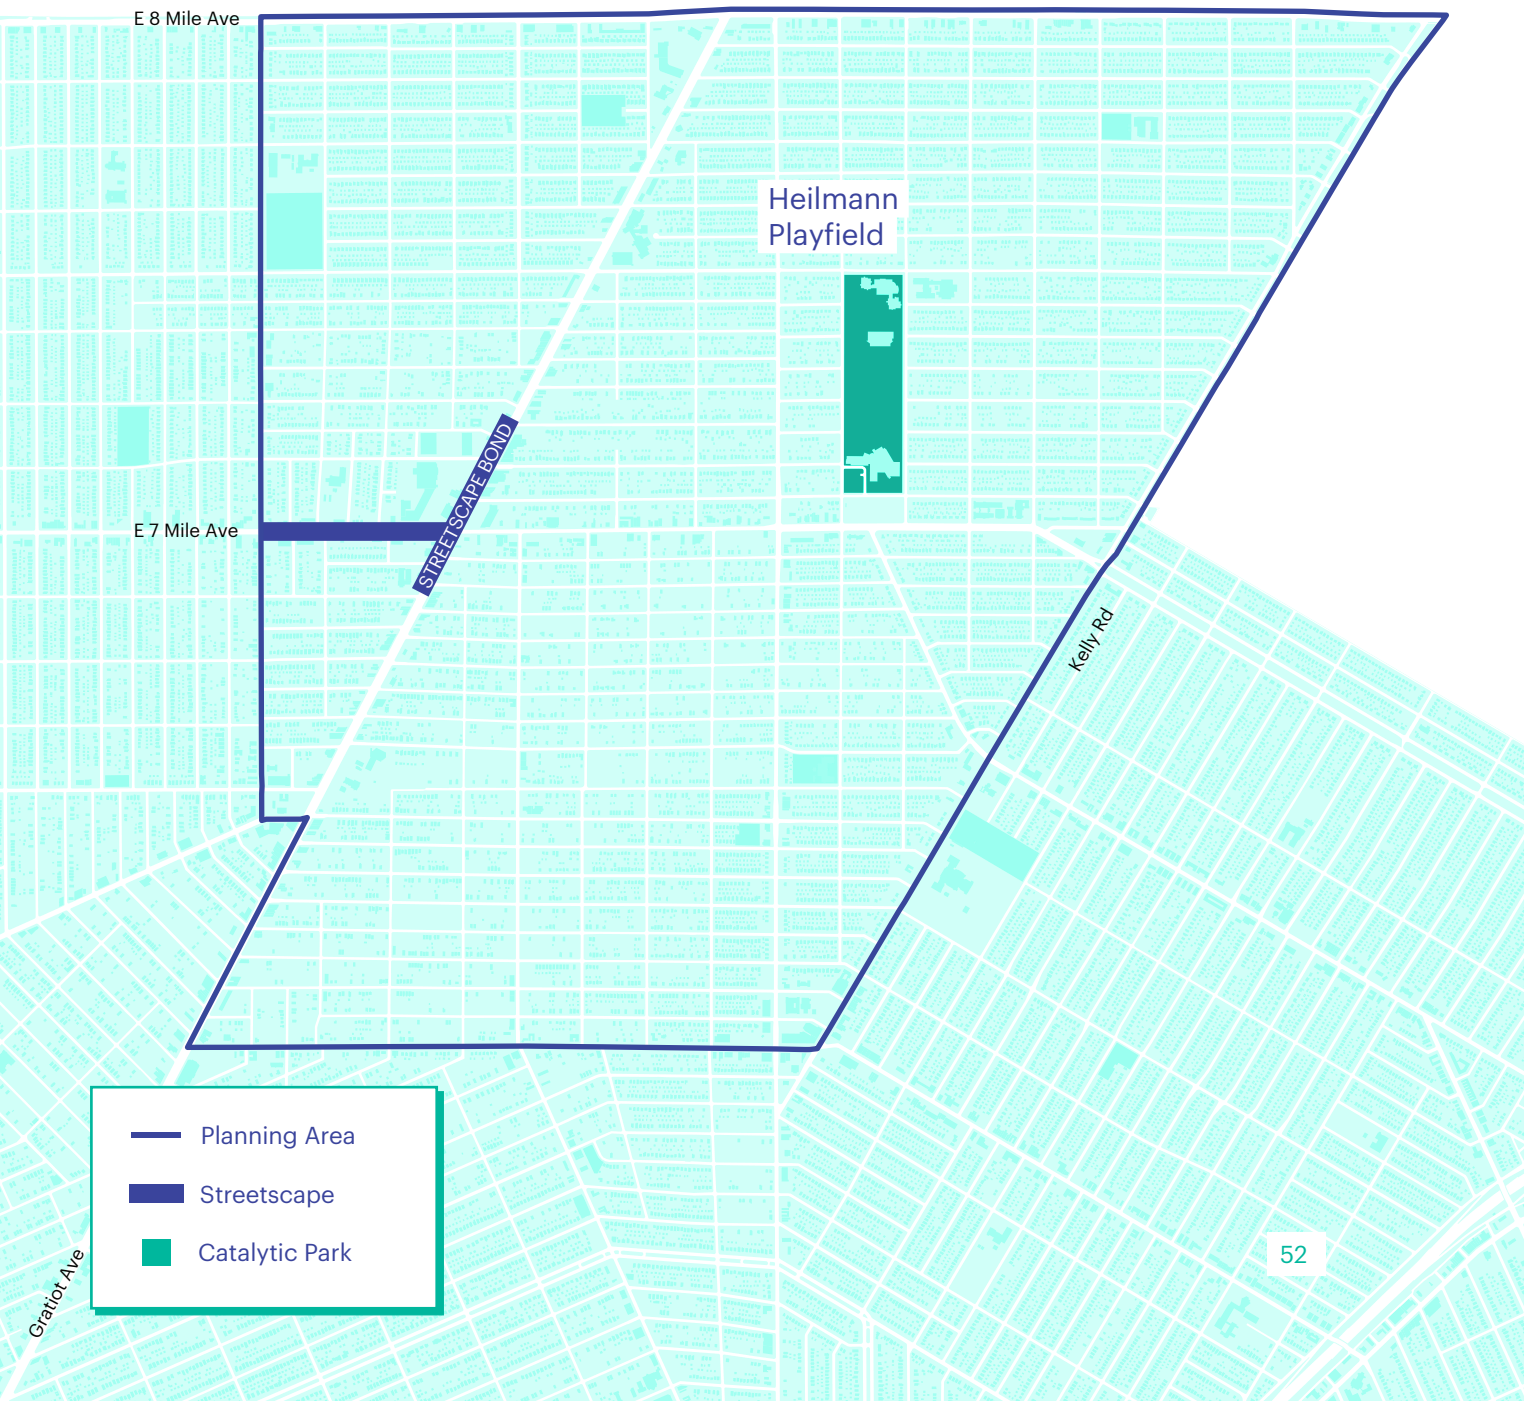 E 8 Mile Ave
Heilmann
Playfield
STREETSCAPE BOND
E 7 Mile Ave
Kelly Rd
Planning Area
Streetscape
Catalytic Park
Gratiot Ave
52